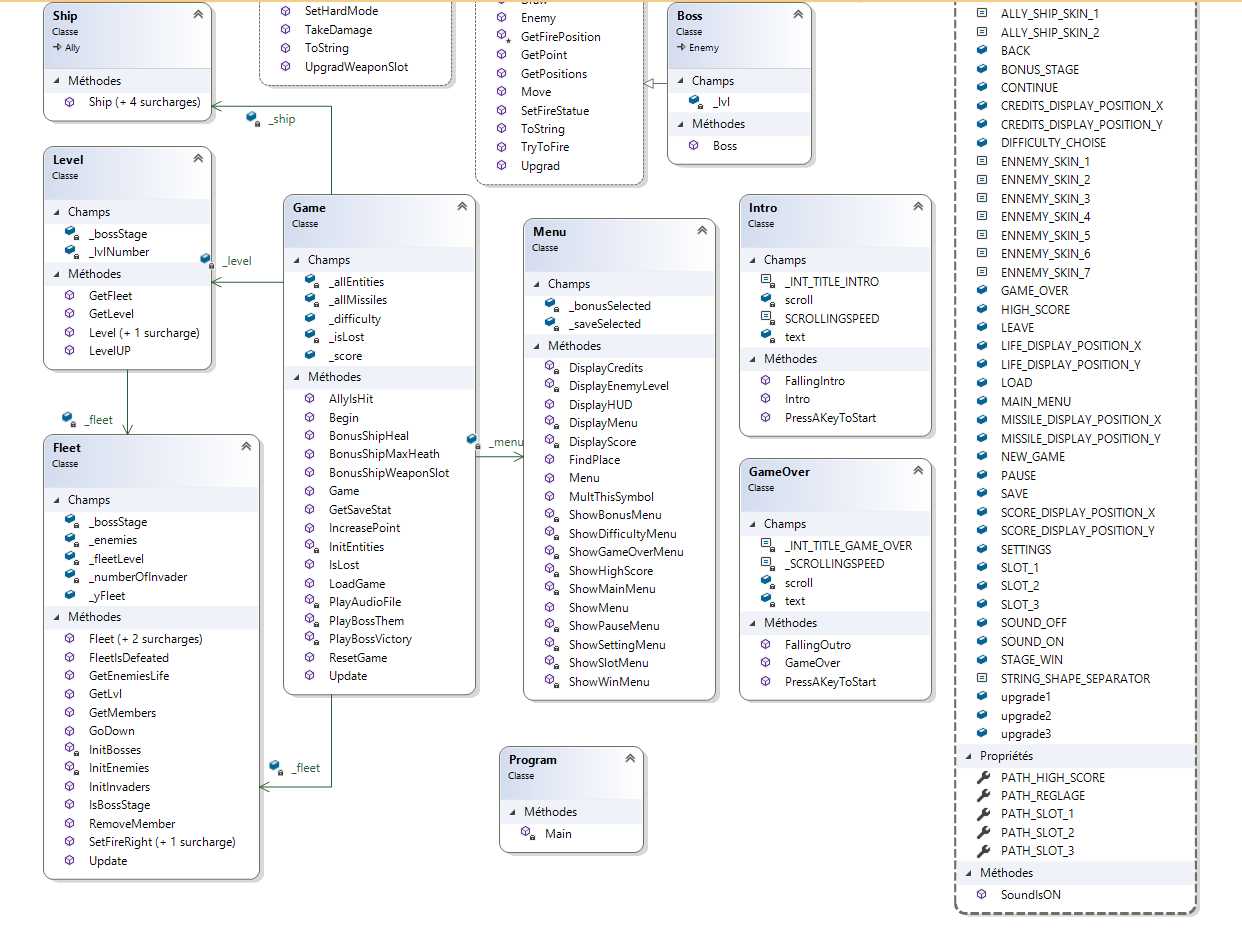 Ship
Classe
Ally
Méthodes
Ship (+ 4 surcharges)
_ship
SetHardMode
TakeDamage
ToString
UpgradWeaponSlot
Enemy
GetFirePosition
GetPoint
GetPositions
Move
SetFireStatue
ToString
TryToFire
Upgrad
Boss
Classe
Enemy
Champs
_lvl
Méthodes
Boss
Level
Classe
Champs
_bossStage
_lvlNumber
Méthodes
GetFleet
GetLevel
Level (+ 1 surcharge)
LevelUP
_level
_fleet
Fleet
Classe
Champs
_bossStage
_enemies
_fleetLevel
_numberOfInvader
_yFleet
Méthodes
Fleet (+ 2 surcharges)
FleetIsDefeated
GetEnemiesLife
GetLvl
GetMembers
GoDown
InitBosses
InitEnemies
InitInvaders
IsBossStage
RemoveMember
SetFireRight (+ 1 surcharge)
Update
Game
Classe
Champs
_allEntities
_allMissiles
_difficulty
_isLost
_score
Méthodes
AllyIsHit
Begin
BonusShipHeal
BonusShipMaxHeath
BonusShipWeaponSlot
Game
GetSaveStat
IncreasePoint
InitEntities
IsLost
LoadGame
PlayAudioFile
PlayBossThem
PlayBossVictory
ResetGame
Update
_menu
_fleet
Menu
Classe
Champs
_bonusSelected
_saveSelected
Méthodes
DisplayCredits
DisplayEnemyLevel
DisplayHUD
DisplayMenu
DisplayScore
FindPlace
Menu
MultThisSymbol
ShowBonusMenu
ShowDifficultyMenu
ShowGameOverMenu
ShowHighScore
ShowMainMenu
ShowMenu
ShowPauseMenu
ShowSettingMenu
ShowSlotMenu
ShowWinMenu
Program
Classe
Méthodes
Main
Intro
Classe
Champs
_INT_TITLE_INTRO
scroll
SCROLLINGSPEED
text
Méthodes
FallingIntro
Intro
PressAKeyToStart
GameOver
Classe
Champs
_INT_TITLE_GAME_OVER
_SCROLLINGSPEED
scroll
text
Méthodes
FallingOutro
GameOver
PressAKeyToStart
ALLY_SHIP_SKIN_1
ALLY_SHIP_SKIN_2
BACK
BONUS_STAGE
CONTINUE
CREDITS_DISPLAY_POSITION_X
CREDITS_DISPLAY_POSITION_Y
DIFFICULTY_CHOISE
ENNEMY_SKIN_1
ENNEMY_SKIN_2
ENNEMY_SKIN_3
ENNEMY_SKIN_4
ENNEMY_SKIN_5
ENNEMY_SKIN_6
ENNEMY_SKIN_7
GAME_OVER
HIGH_SCORE
LEAVE
LIFE_DISPLAY_POSITION_X
LIFE_DISPLAY_POSITION_Y
LOAD
MAIN_MENU
MISSILE_DISPLAY_POSITION_X
MISSILE_DISPLAY_POSITION_Y
NEW_GAME
PAUSE
SAVE
SCORE_DISPLAY_POSITION_X
SCORE_DISPLAY_POSITION_Y
SETTINGS
SLOT_1
SLOT_2
SLOT_3
SOUND_OFF
SOUND_ON
STAGE_WIN
STRING_SHAPE_SEPARATOR
upgrade1
upgrade2
upgrade3
Propriétés
PATH_HIGH_SCORE
PATH_REGLAGE
PATH_SLOT_1
PATH_SLOT_2
PATH_SLOT_3
Méthodes
SoundIsON